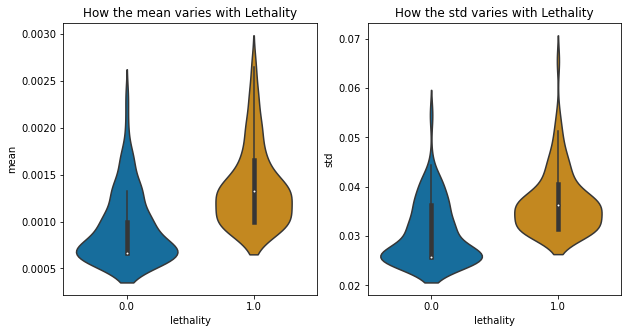 How the mean varies with Lethality
0.0030
0.0025
0.0020
0.0015
0.0010
0.0005
mean
0.0
1.0
lethality
How the std varies with Lethality
0.07
0.06
0.05
0.04
0.03
0.02
std
0.0
1.0
lethality